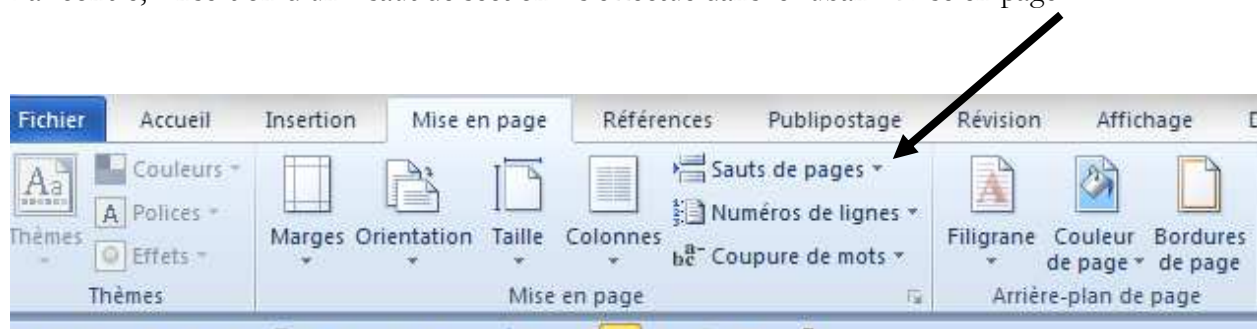 Fichier Accueil Insertion Mise en page Références Publipostage Révision Affichage
Aa Couleurs
A Polices
Effets
Thèmes
Marges Orientation Taille Colonnes
Sauts de pages
Numéros de lignes
Coupure de mots
Filigrane Couleur de page Bordures de page
Thèmes Mise en page Arrière-plan de page